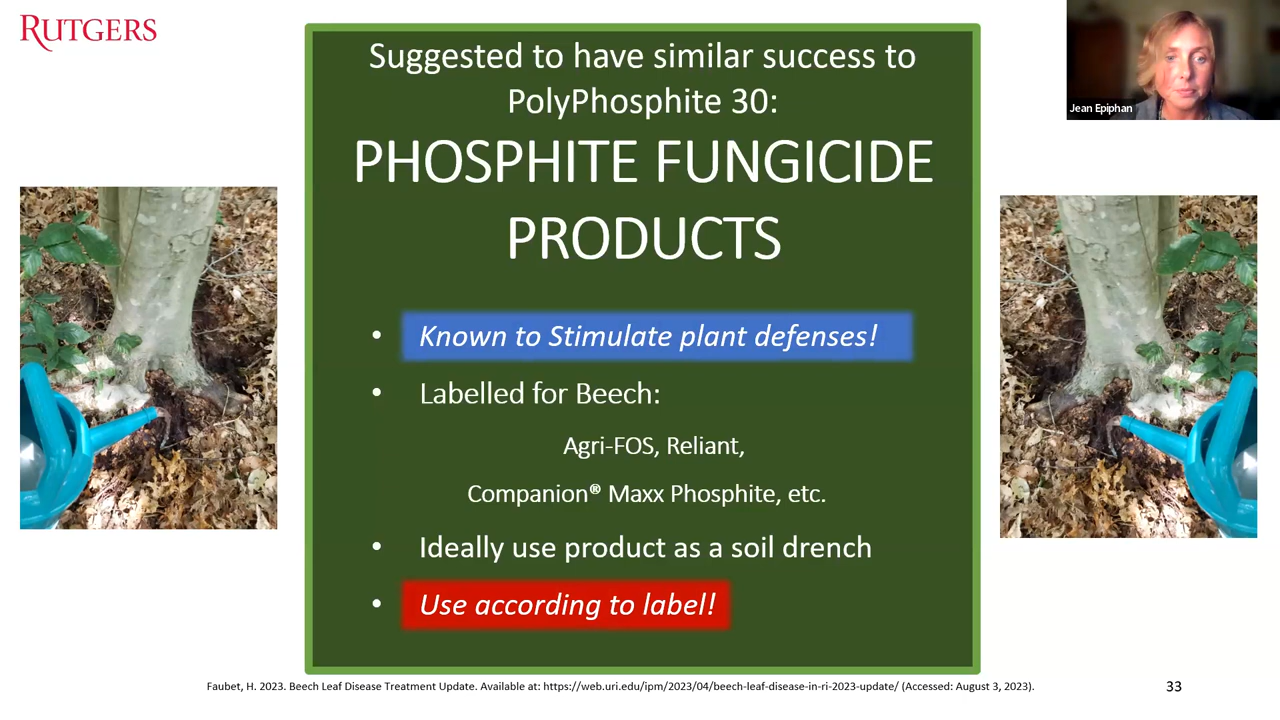 RUTGERS
Suggested to have similar success to
PolyPhosphite 30:
PHOSPHITE FUNGICIDE
PRODUCTS
• Known to Stimulate plant defenses!
• Labelled for Beech:
Agri-FOS, Reliant,
Companion® Maxx Phosphite, etc.
• Ideally use product as a soil drench
• Use according to label!
Jean Epiphan
Faubet, H. 2023. Beech Leaf Disease Treatment Update. Available at: https://web.uri.edu/ipm/2023/04/beech-leaf-disease-in-ri-2023-update/ (Accessed: August 3, 2023).
33